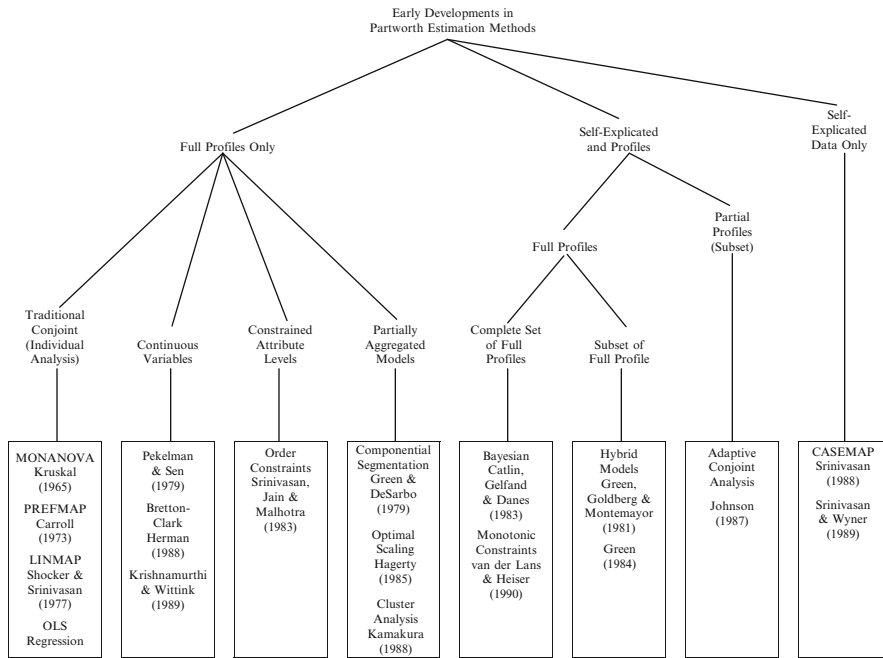 Early Developments in
Partworth Estimation Methods
Full Profiles Only
Self-Explicated
and Profiles
Self-
Explicated
Data Only
Full Profiles
Partial
Profiles
(Subset)
Traditional
Conjoint
(Individual
Analysis)
Continuous
Variables
Constrained
Attribute
Levels
Partially
Aggregated
Models
Complete Set
of Full
Profiles
Subset of
Full Profile
MONANOVA
Kruskal
(1965)
PREFMAP
Carroll
(1973)
LINMAP
Shocker &
Srinivasan
(1977)
OLS
Regression
Pekelman
& Sen
(1979)
Bretton-
Clark
Herman
(1988)
Krishnamurthi
& Wittink
(1989)
Order
Constraints
Srinivasan,
Jain &
Malhotra
(1983)
Componential
Segmentation
Green &
DeSarbo
(1979)
Optimal
Scaling
Hagerty
(1985)
Cluster
Analysis
Kamakura
(1988)
Bayesian
Catlin,
Gelfand
& Danes
(1983)
Monotonic
Constraints
van der Lans
& Heiser
(1990)
Hybrid
Models
Green,
Goldberg &
Montemayor
(1981)
Green
(1984)
Adaptive
Conjoint
Analysis
Johnson
(1987)
CASEMAP
Srinivasan
(1988)
Srinivasan
& Wyner
(1989)